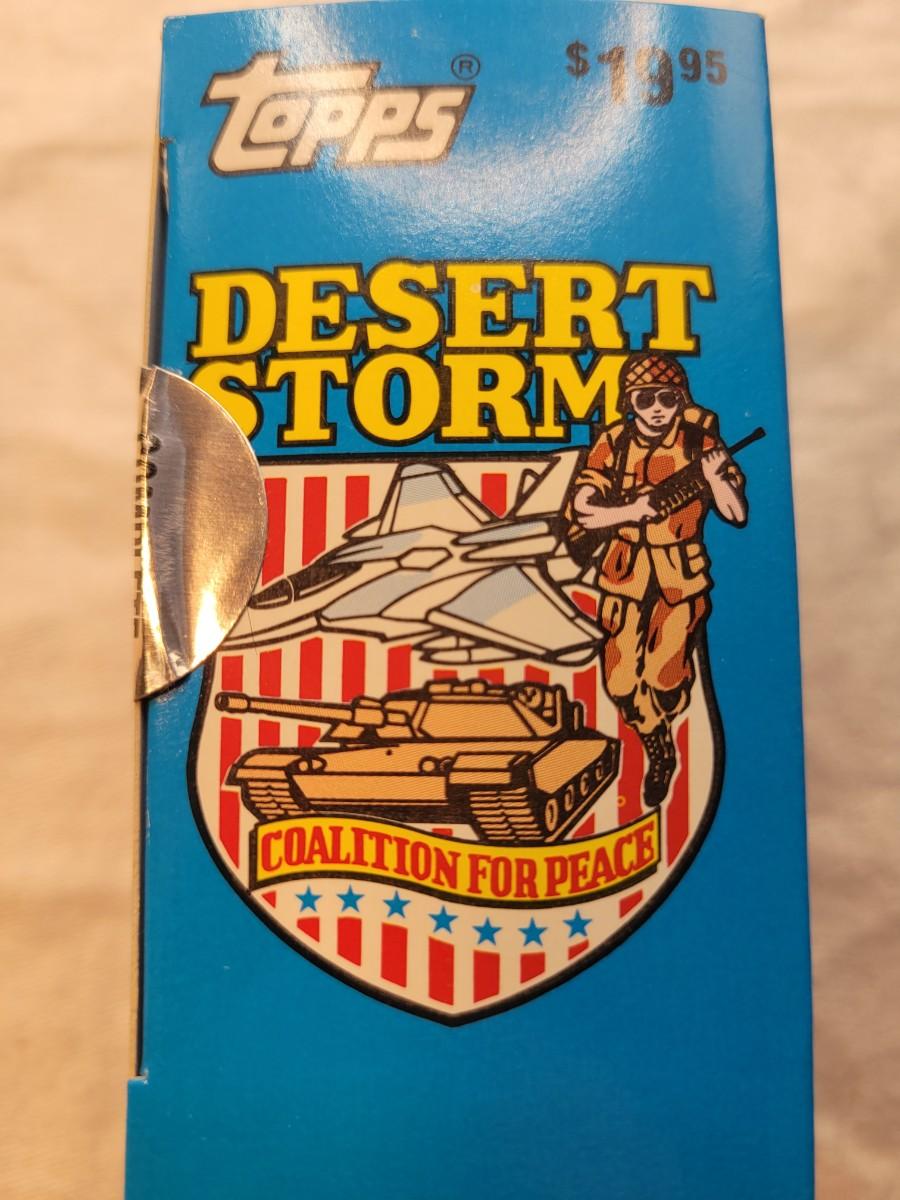 Topps®
$19.95
DESERT
STORM
COALITION FOR PEACE